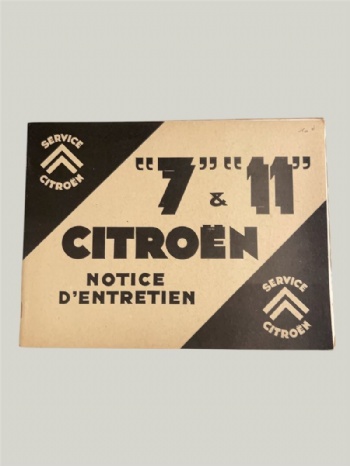 SERVICE
CITROËN
"7" & "11"
CITROËN
NOTICE
D'ENTRETIEN
SERVICE
CITROËN